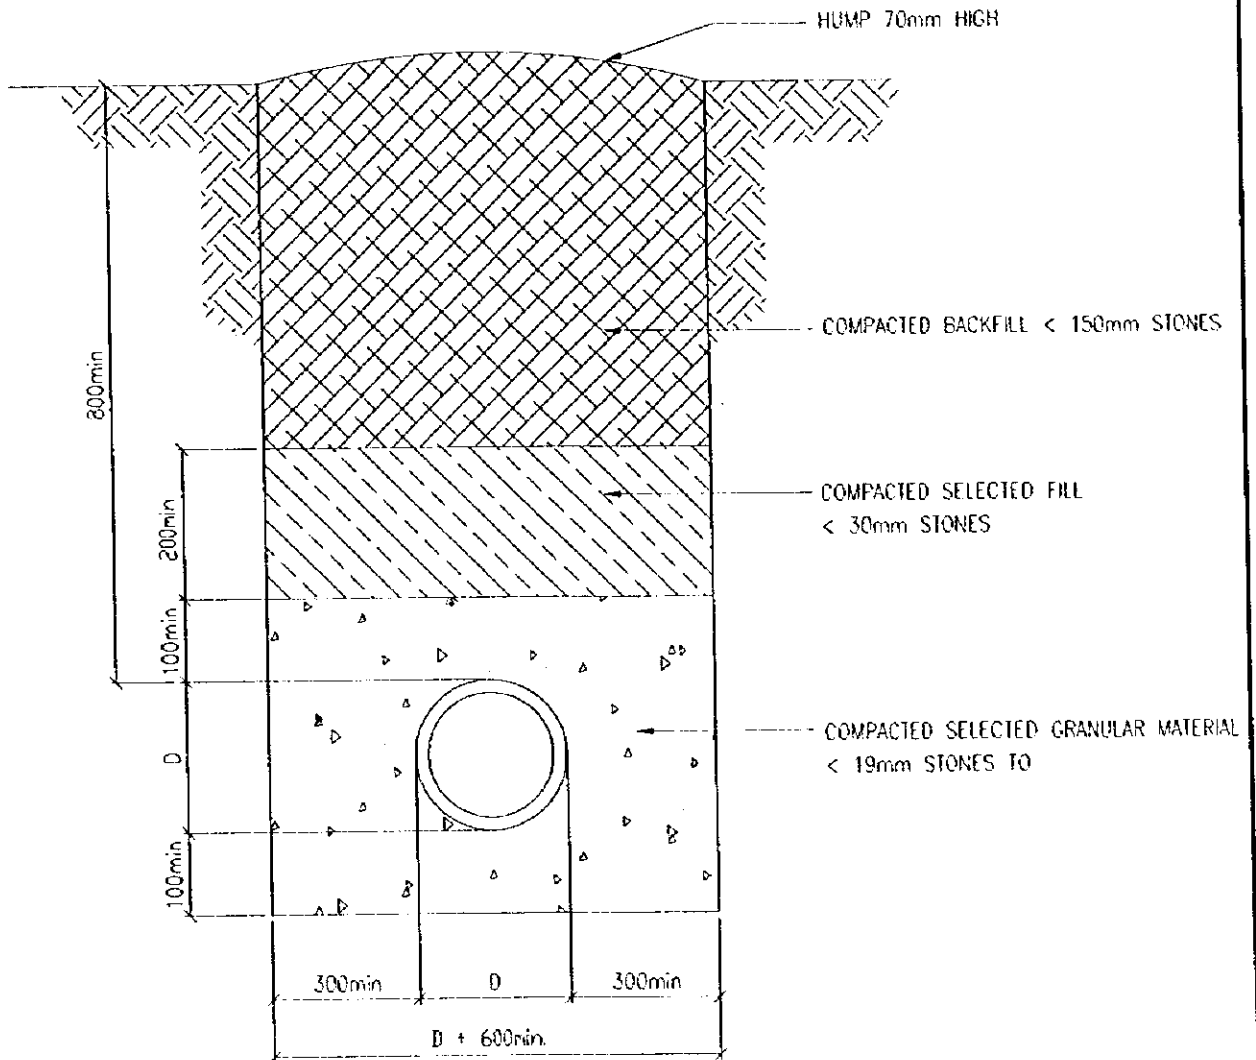 HUMP 70mm HIGH
COMPACTED BACKFILL < 150mm STONES
800min
COMPACTED SELECTED FILL
< 30mm STONES
200min
100min
COMPACTED SELECTED GRANULAR MATERIAL
< 19mm STONES TO
D
100min
300min D 300min
D + 600min.